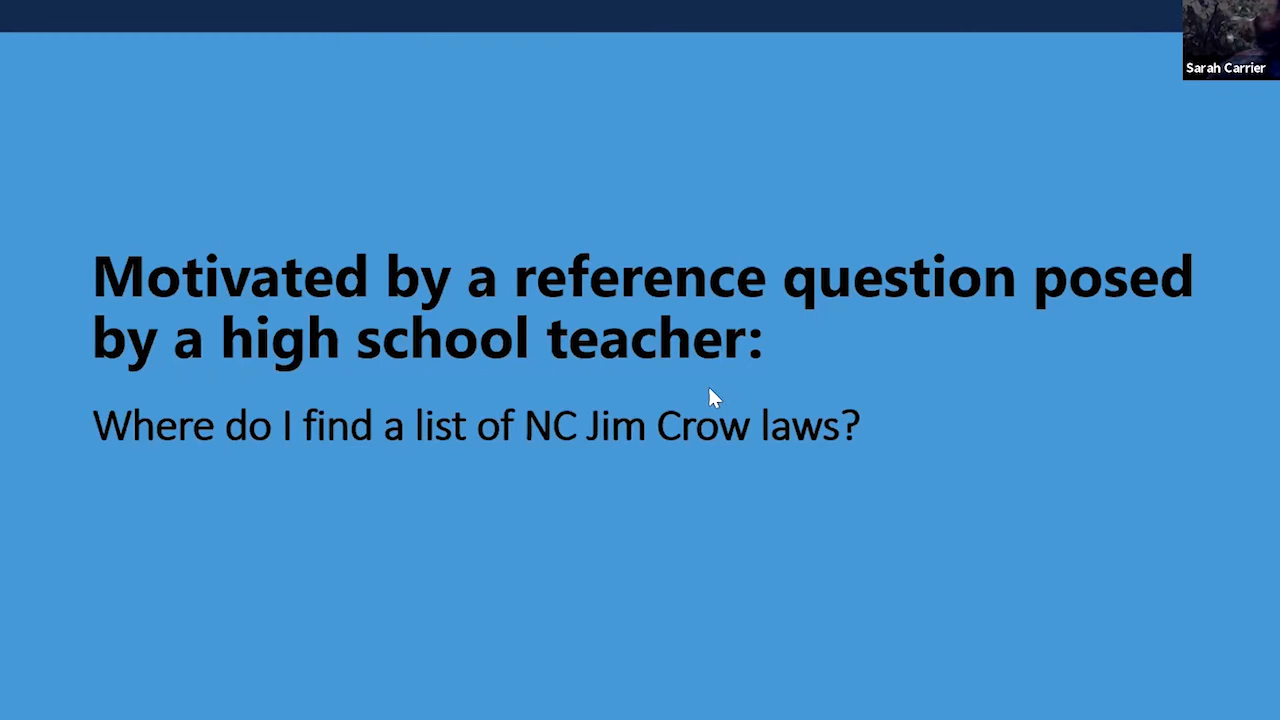 Sarah Carrier
Motivated by a reference question posed
by a high school teacher:
Where do I find a list of NC Jim Crow laws?